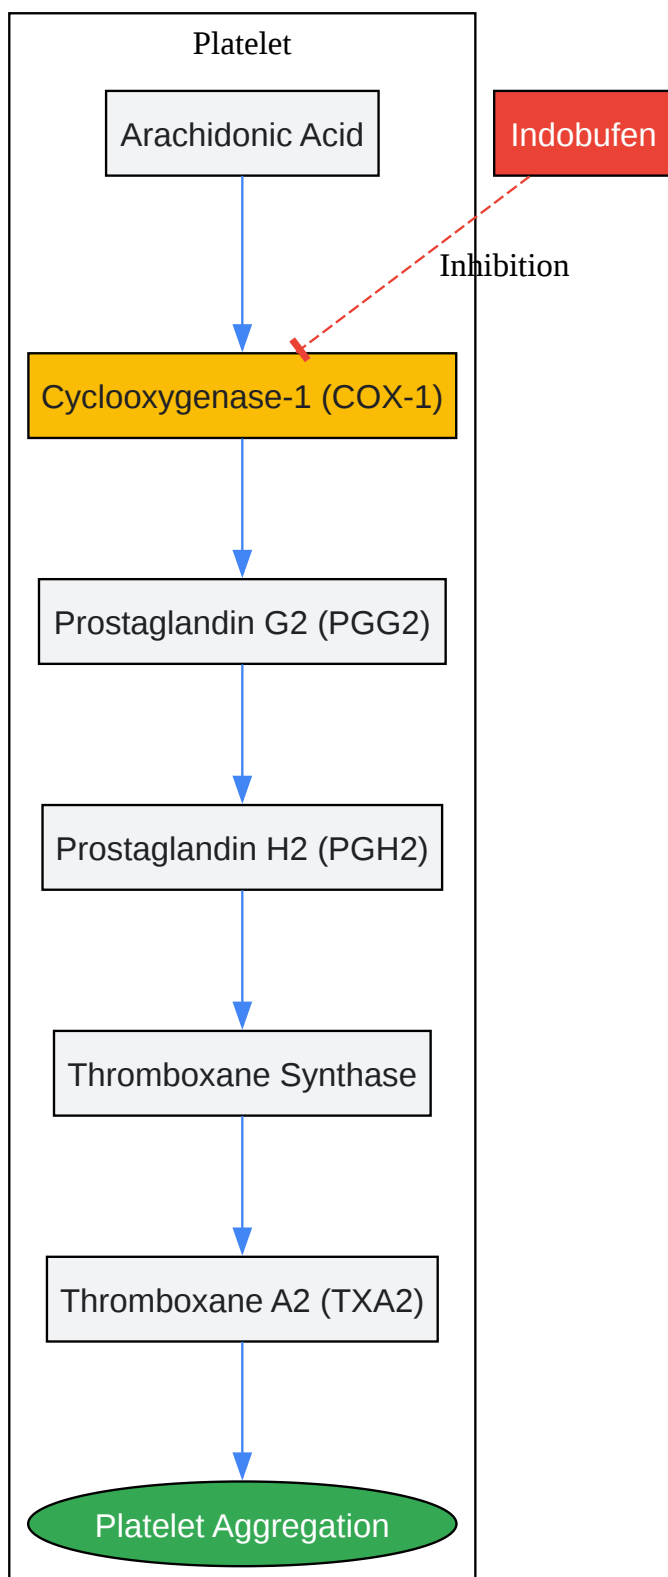 Platelet
Arachidonic Acid
Indobufen
Inhibition
Cyclooxygenase-1 (COX-1)
Prostaglandin G2 (PGG2)
Prostaglandin H2 (PGH2)
Thromboxane Synthase
Thromboxane A2 (TXA2)
Platelet Aggregation